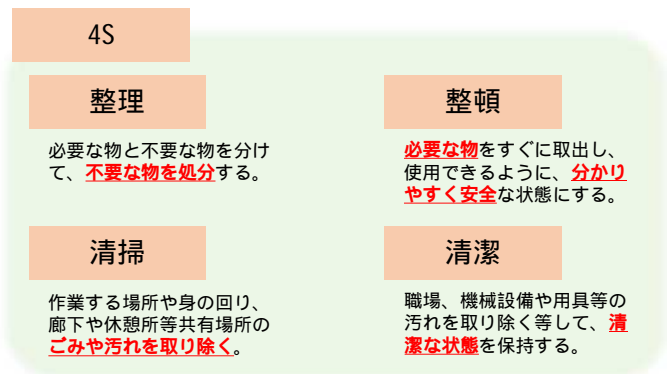 4S
整理
必要な物と不要な物を分け
て、不要な物を処分する。
整頓
必要な物をすぐに取出し、
使用できるように、分かり
やすく安全な状態にする。
清掃
作業する場所や身の回り、
廊下や休憩所等共有場所の
ごみや汚れを取り除く。
清潔
職場、機械設備や用具等の
汚れを取り除く等して、清
潔な状態を保持する。